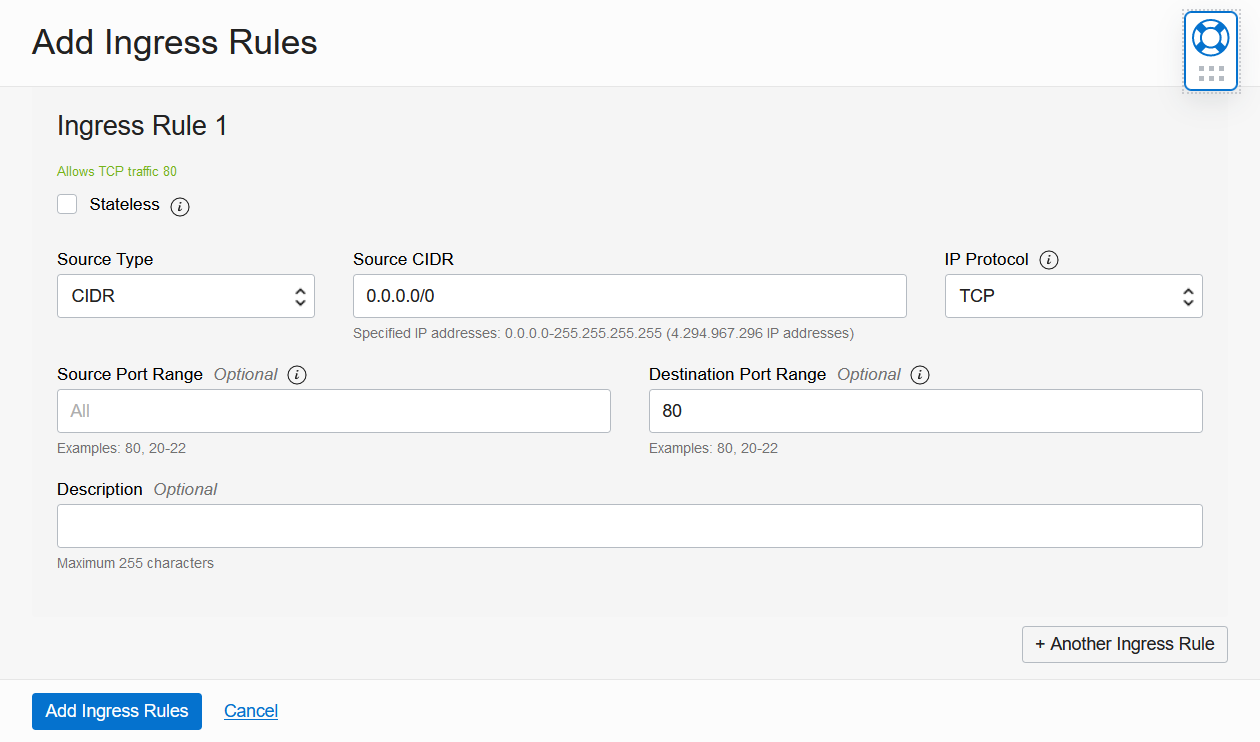 Add Ingress Rules
Ingress Rule 1
Allows TCP traffic 80
Stateless i
Source Type Source CIDR IP Protocol i
CIDR 0.0.0.0/0 TCP
Specified IP addresses: 0.0.0.0-255.255.255.255 (4.294.967.296 IP addresses)
Source Port Range Optional i Destination Port Range Optional i
All 80
Examples: 80, 20-22 Examples: 80, 20-22
Description Optional
Maximum 255 characters
+ Another Ingress Rule
Add Ingress Rules Cancel